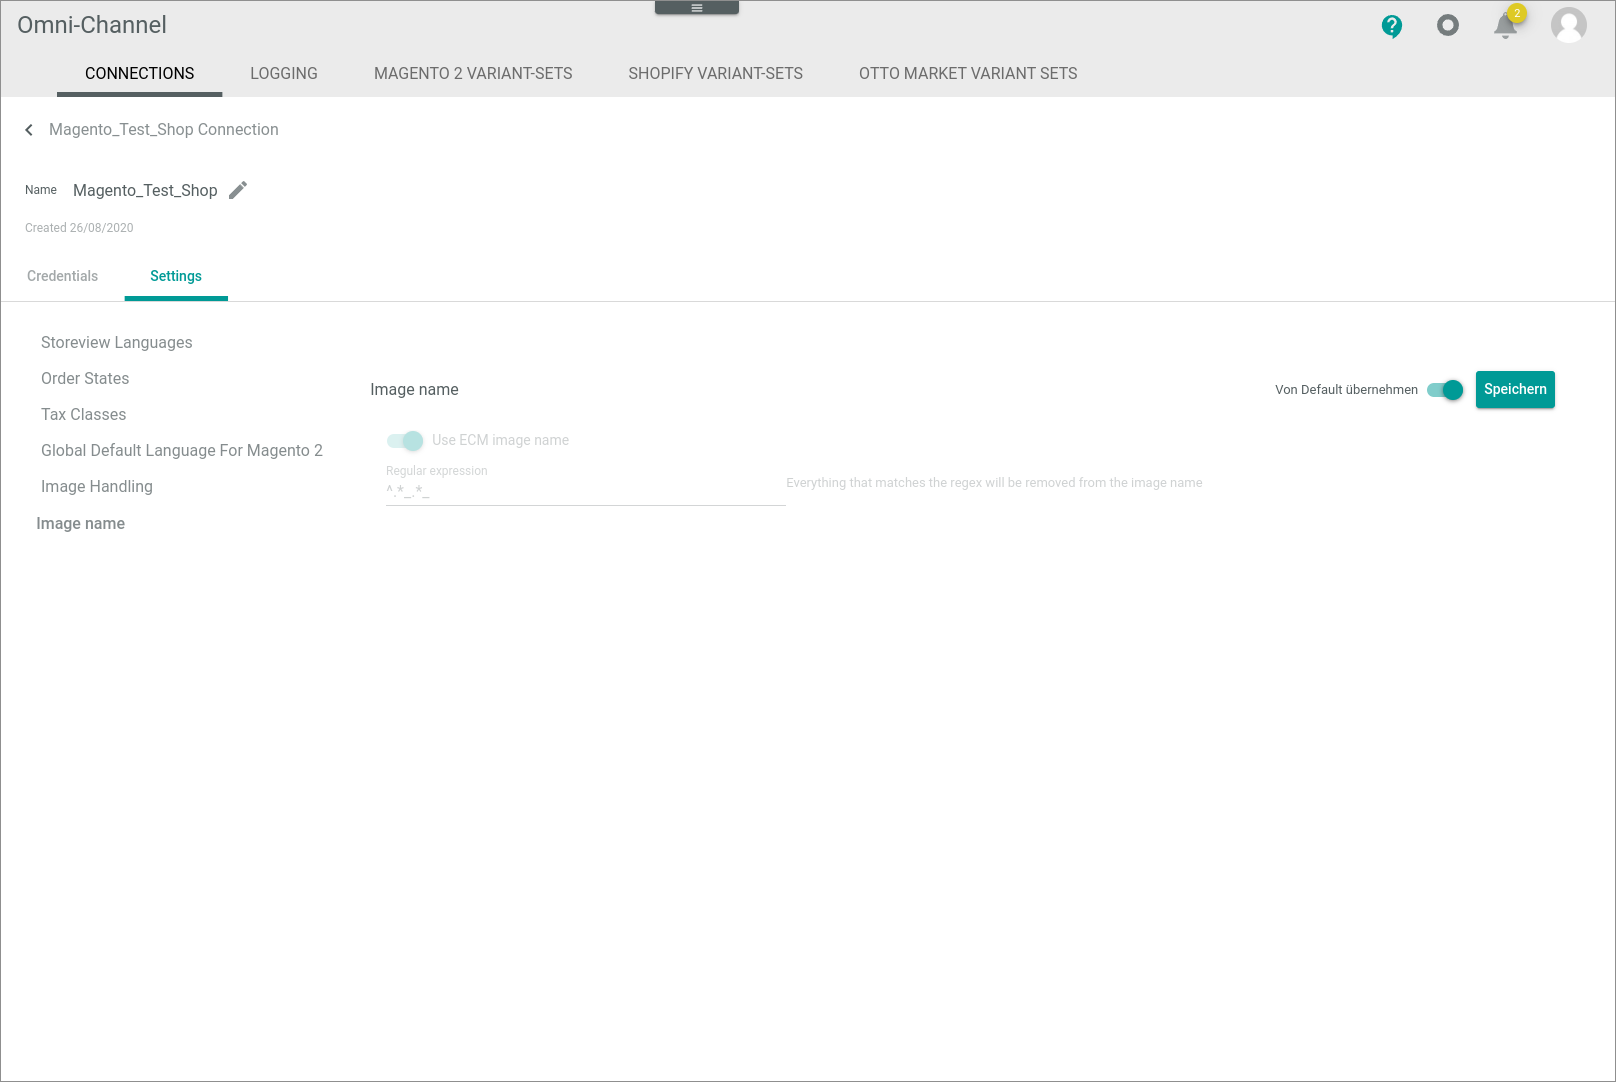 Omni-Channel
2
CONNECTIONS LOGGING MAGENTO 2 VARIANT-SETS SHOPIFY VARIANT-SETS OTTO MARKET VARIANT SETS
Magento_Test_Shop Connection
Name Magento_Test_Shop
Created 26/08/2020
Credentials Settings
Storeview Languages
Order States
Tax Classes
Global Default Language For Magento 2
Image Handling
Image name
Image name
Von Default übernehmen
Speichern
Use ECM image name
Regular expression
^.*_.*_
Everything that matches the regex will be removed from the image name